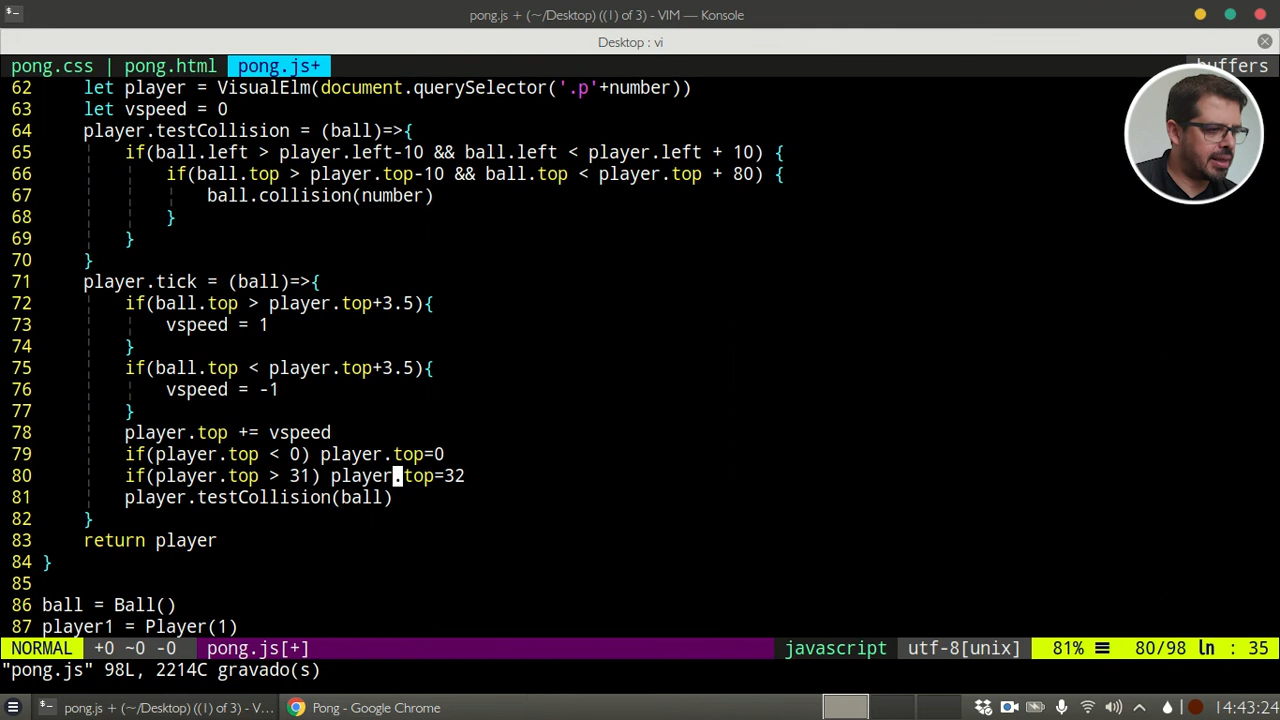 pong.js + (~/Desktop) ((1) of 3) - VIM — Konsole
Desktop : vi
pong.css | pong.html pong.js+ buffers
62 let player = VisualElm(document.querySelector('.p'+number))
63 let vspeed = 0
64 player.testCollision = (ball)=>{
65 if(ball.left > player.left-10 && ball.left < player.left + 10) {
66 if(ball.top > player.top-10 && ball.top < player.top + 80) {
67 ball.collision(number)
68 }
69 }
70 }
71 player.tick = (ball)=>{
72 if(ball.top > player.top+3.5){
73 vspeed = 1
74 }
75 if(ball.top < player.top+3.5){
76 vspeed = -1
77 }
78 player.top += vspeed
79 if(player.top < 0) player.top=0
80 if(player.top > 31) player.top=32
81 player.testCollision(ball)
82 }
83 return player
84 }
85
86 ball = Ball()
87 player1 = Player(1)
NORMAL +0 ~0 -0 pong.js[+] javascript utf-8[unix] 81% ☰ 80/98 ln : 35
"pong.js" 98L, 2214C gravado(s)
pong.js + (~/Desktop) ((1) of 3) - V... Pong - Google Chrome 14:43:24